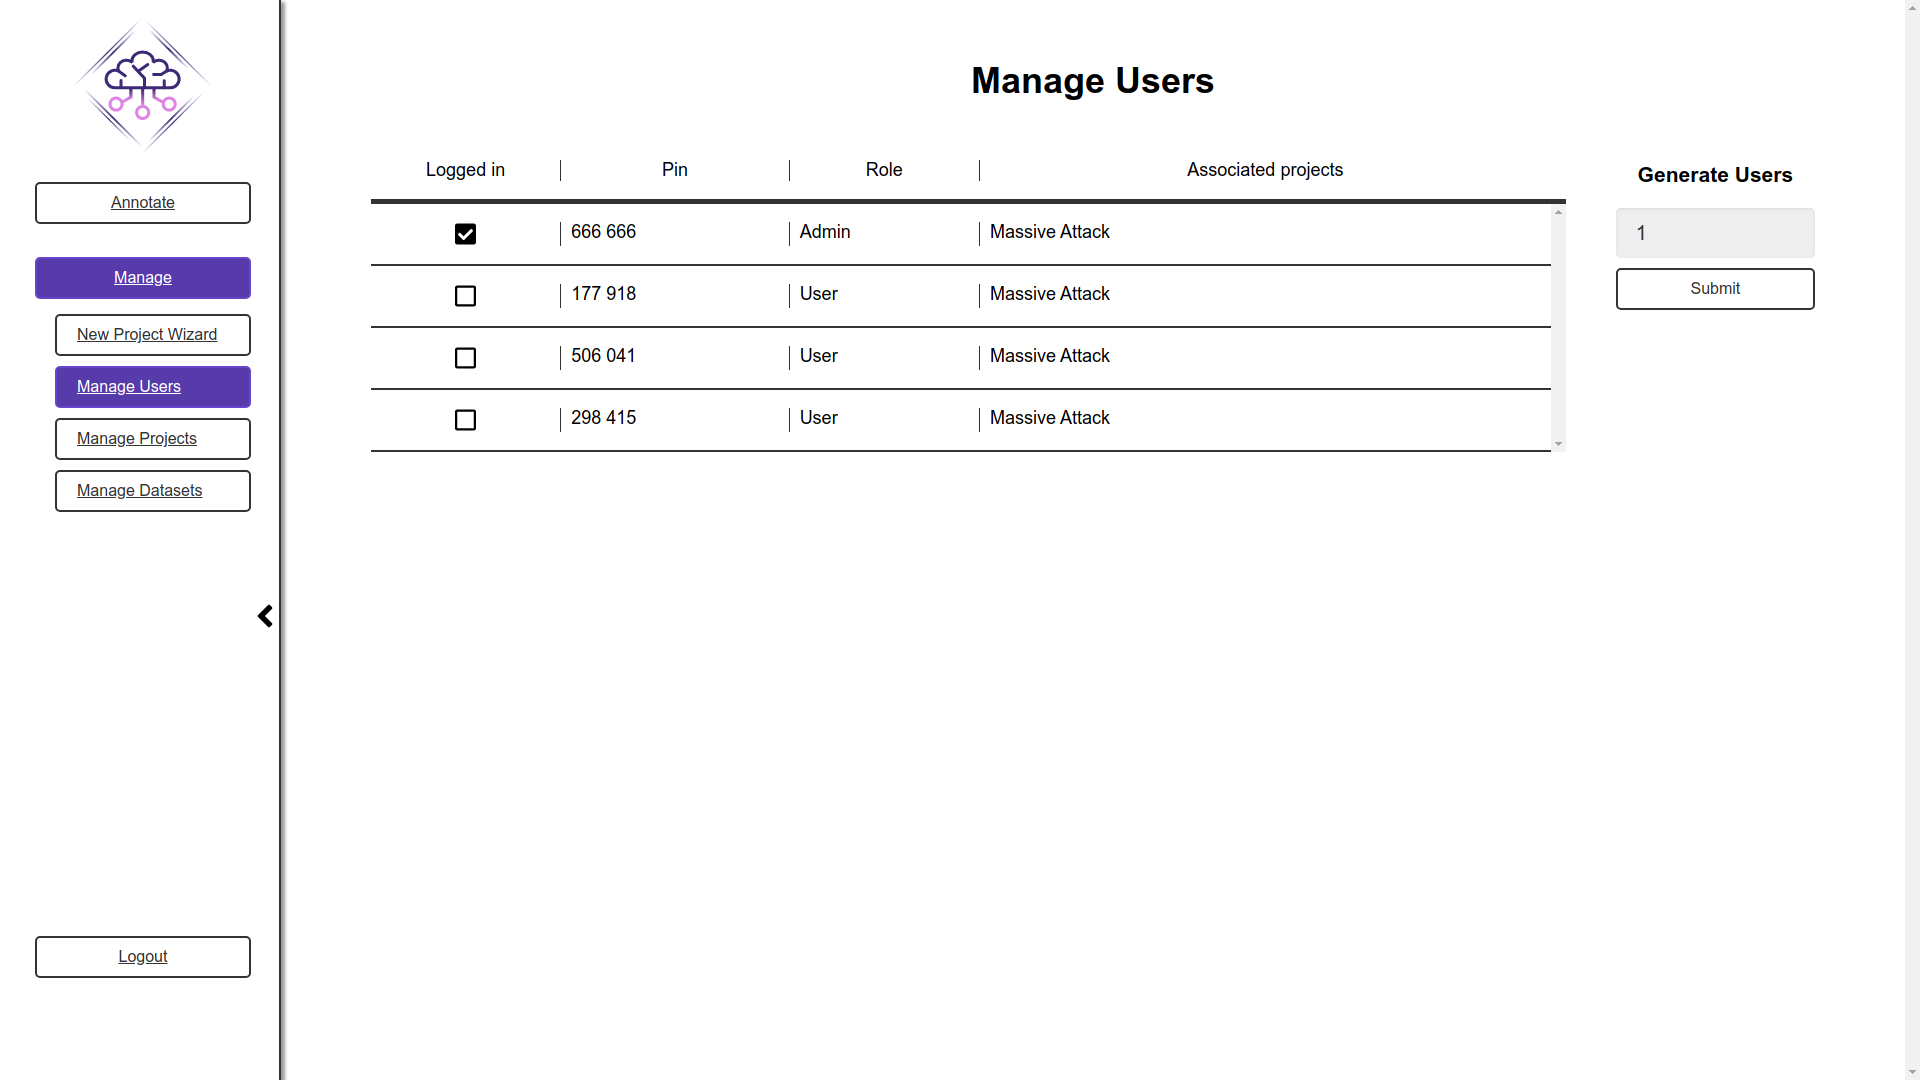 Manage Users
Annotate
Manage
New Project Wizard
Manage Users
Manage Projects
Manage Datasets
Logout
Logged in Pin Role Associated projects
666 666 Admin Massive Attack
177 918 User Massive Attack
506 041 User Massive Attack
298 415 User Massive Attack
Generate Users
1
Submit